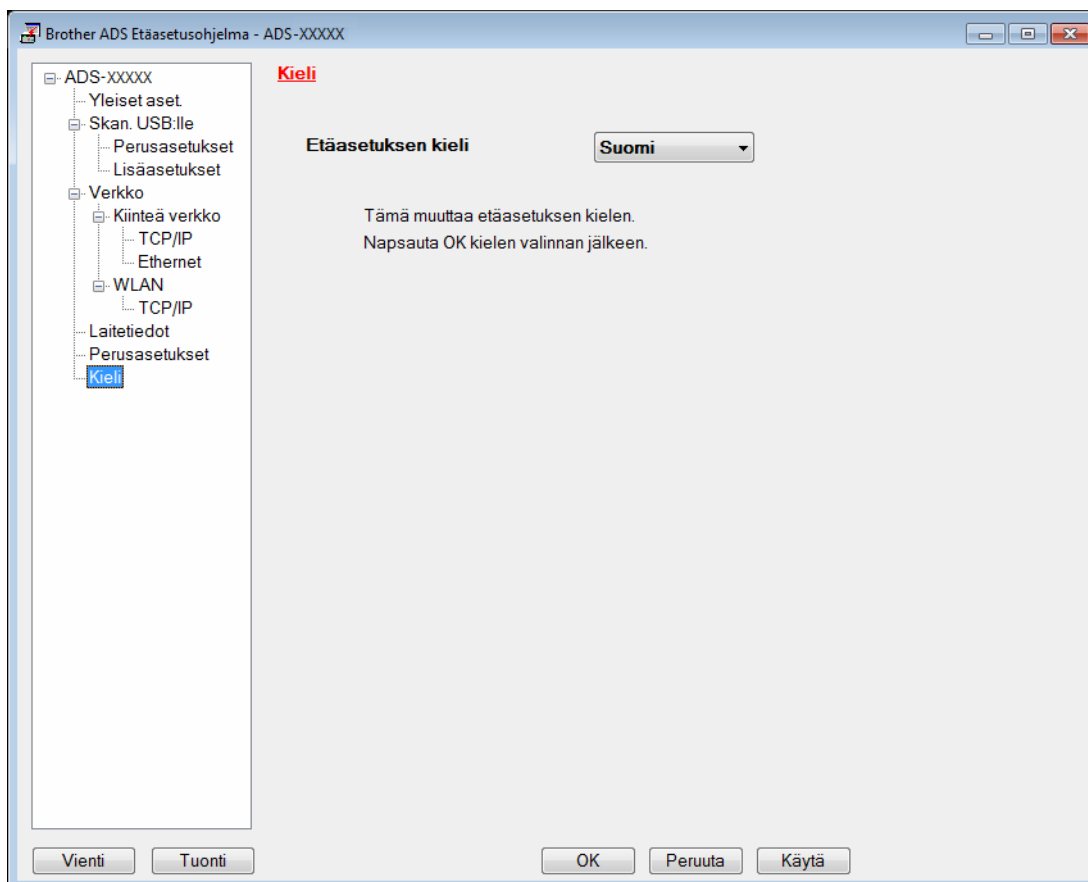 Brother ADS Etäasetusohjelma - ADS-XXXXX
ADS-XXXXX
Yleiset aset.
Skan. USB:lle
Perusasetukset
Lisäasetukset
Verkko
Kiinteä verkko
TCP/IP
Ethernet
WLAN
TCP/IP
Laitetiedot
Perusasetukset
Kieli
Kieli
Etäasetuksen kieli Suomi
Tämä muuttaa etäasetuksen kielen.
Napsauta OK kielen valinnan jälkeen.
Vienti Tuonti OK Peruuta Käytä